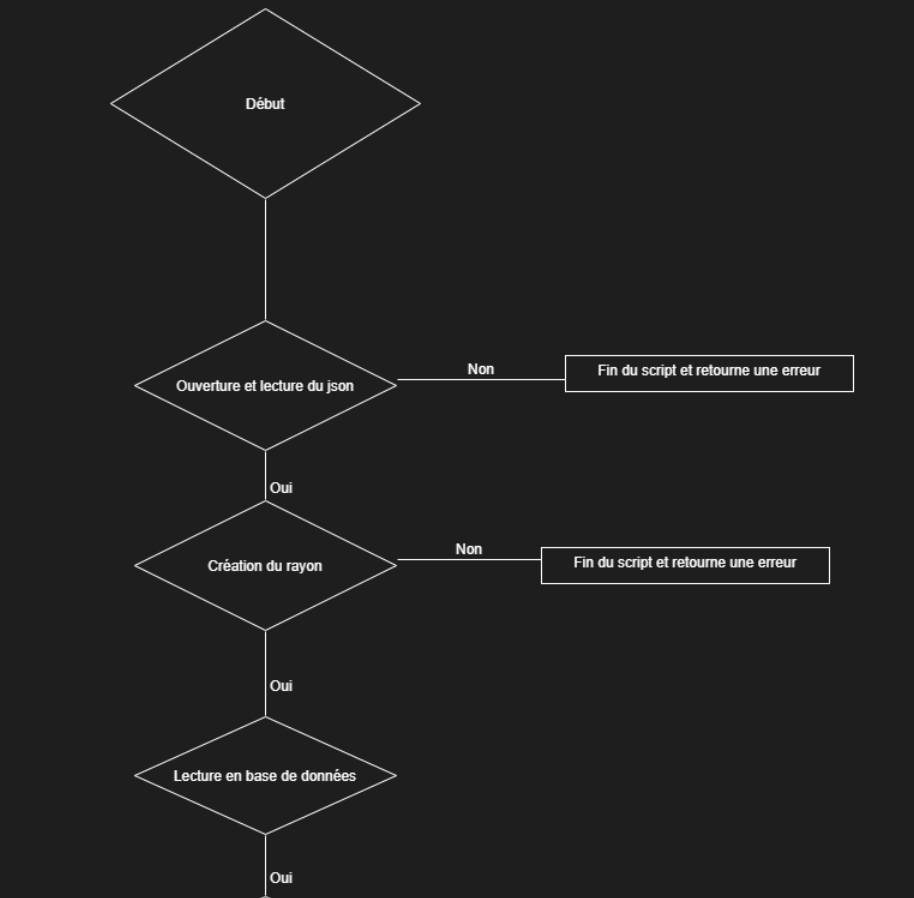 Début
Ouverture et lecture du json
Non
Fin du script et retourne une erreur
Oui
Création du rayon
Non
Fin du script et retourne une erreur
Oui
Lecture en base de données
Oui